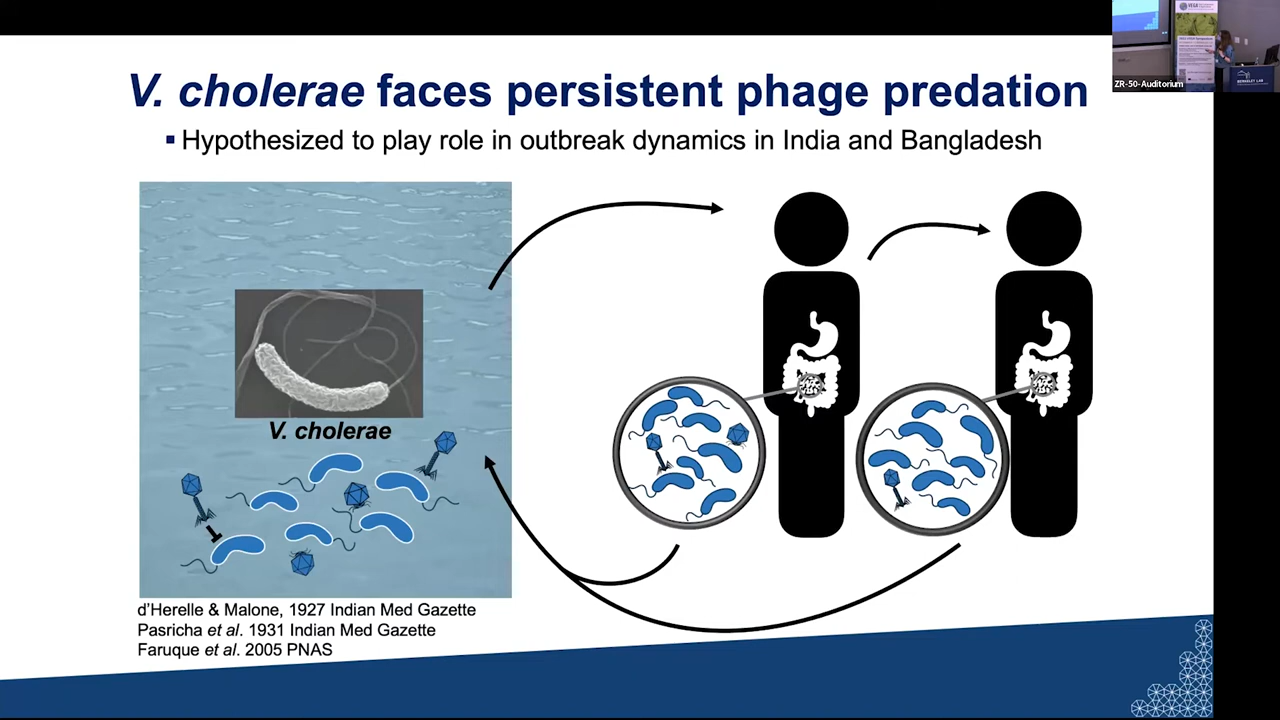 V. cholerae faces persistent phage predation
▪ Hypothesized to play role in outbreak dynamics in India and Bangladesh
V. cholerae
d'Herelle & Malone, 1927 Indian Med Gazette
Pasricha et al. 1931 Indian Med Gazette
Faruque et al. 2005 PNAS
ZR-50-Auditorium
BERKELEY LAB